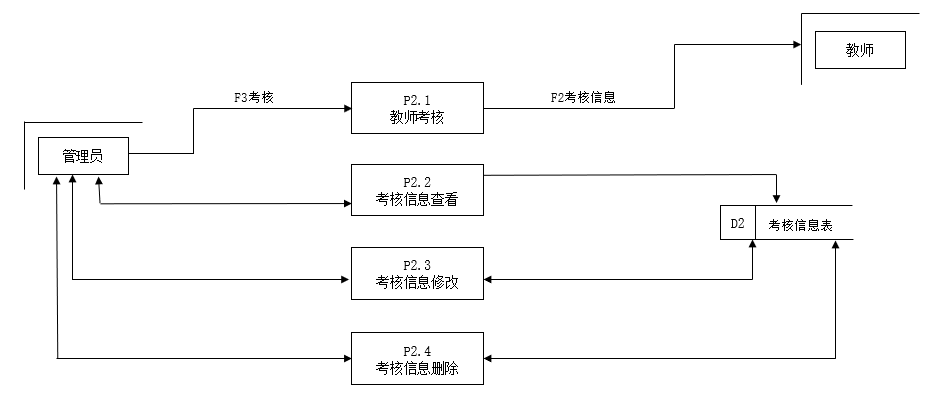 教师
F3考核
P2.1
教师考核
F2考核信息
管理员
P2.2
考核信息查看
D2
考核信息表
P2.3
考核信息修改
P2.4
考核信息删除